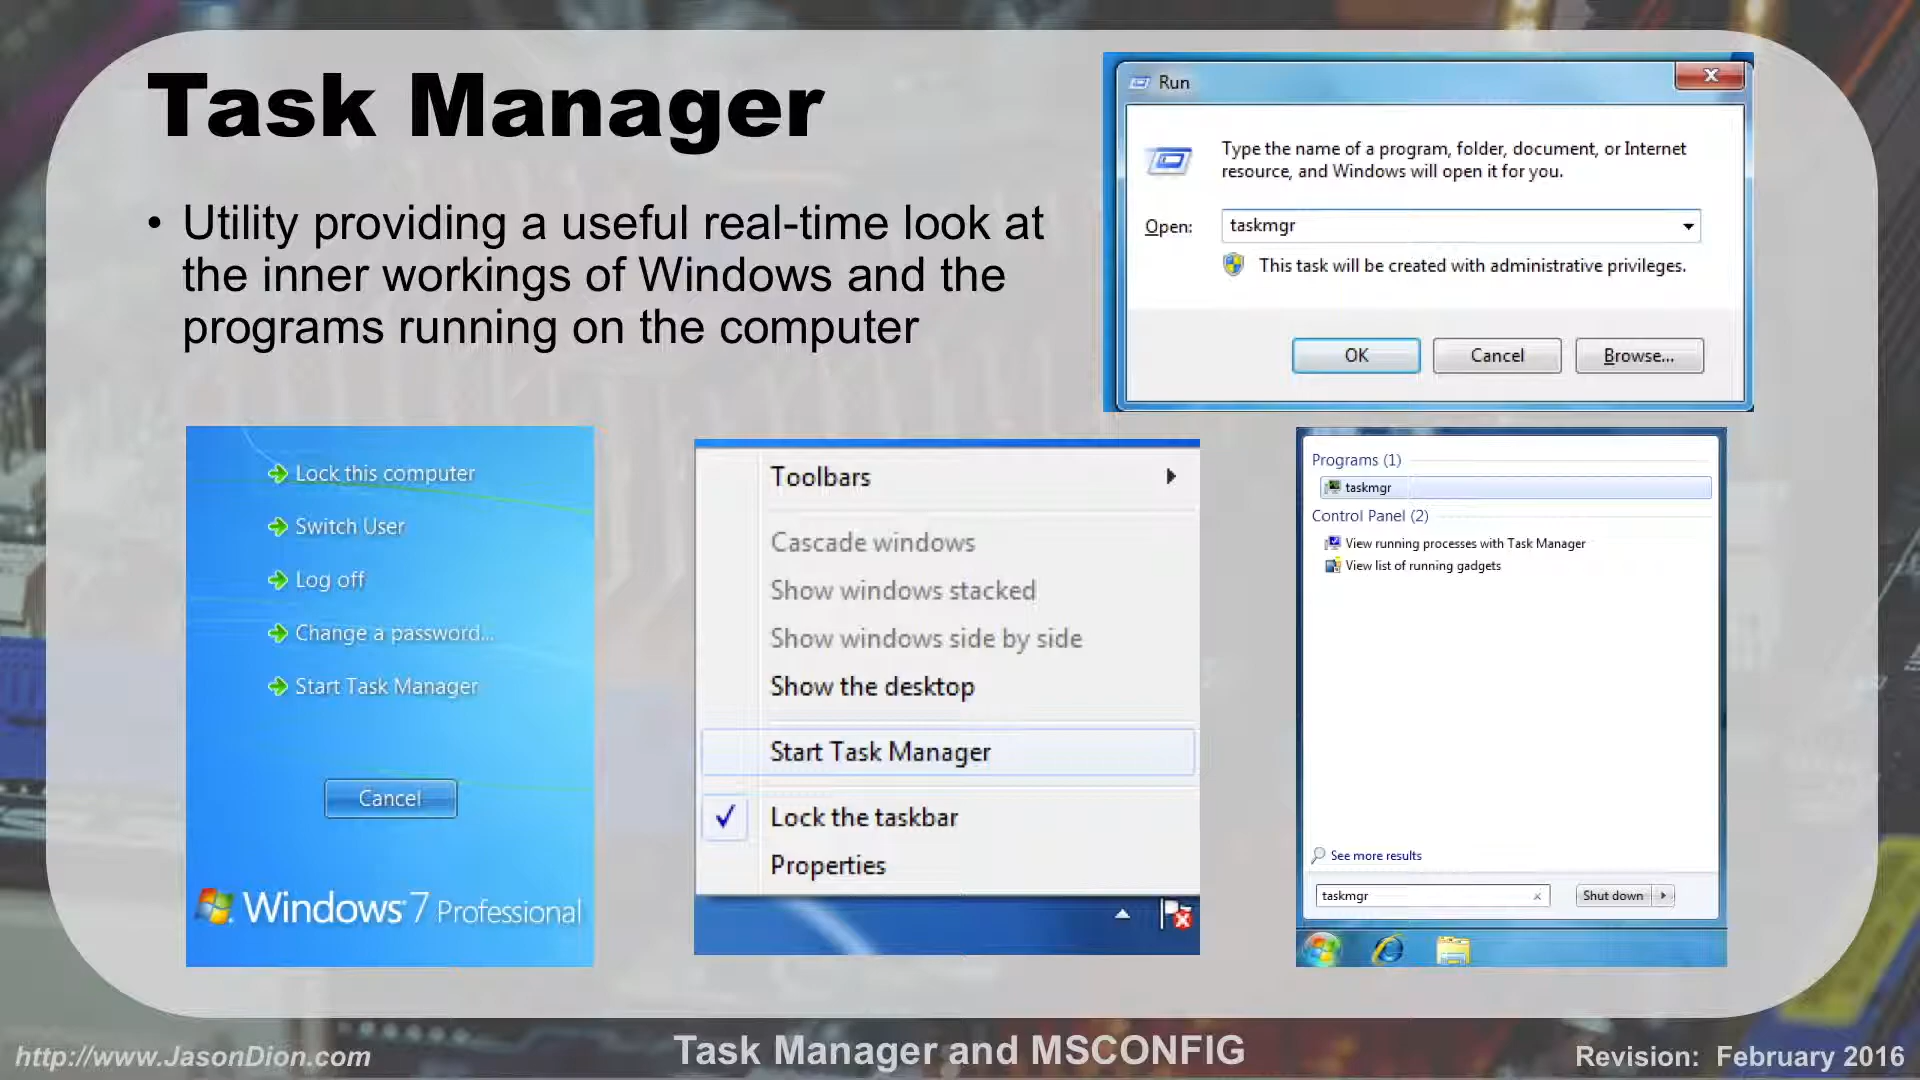 Task Manager
• Utility providing a useful real-time look at
the inner workings of Windows and the
programs running on the computer
Run
X
Type the name of a program, folder, document, or Internet
resource, and Windows will open it for you.
Open:
taskmgr
This task will be created with administrative privileges.
OK
Cancel
Browse...
Lock this computer
Switch User
Log off
Change a password...
Start Task Manager
Cancel
Windows 7 Professional
Toolbars
Cascade windows
Show windows stacked
Show windows side by side
Show the desktop
Start Task Manager
Lock the taskbar
Properties
Programs (1)
taskmgr
Control Panel (2)
View running processes with Task Manager
View list of running gadgets
See more results
taskmgr
Shut down
http://www.JasonDion.com
Task Manager and MSCONFIG
Revision: February 2016